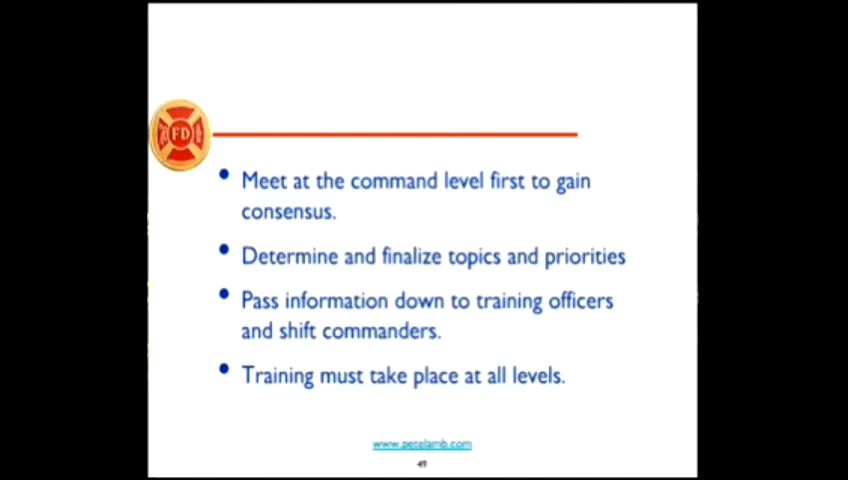 FD
Meet at the command level first to gain
consensus.
Determine and finalize topics and priorities
Pass information down to training officers
and shift commanders.
Training must take place at all levels.
www.petelamb.com
49